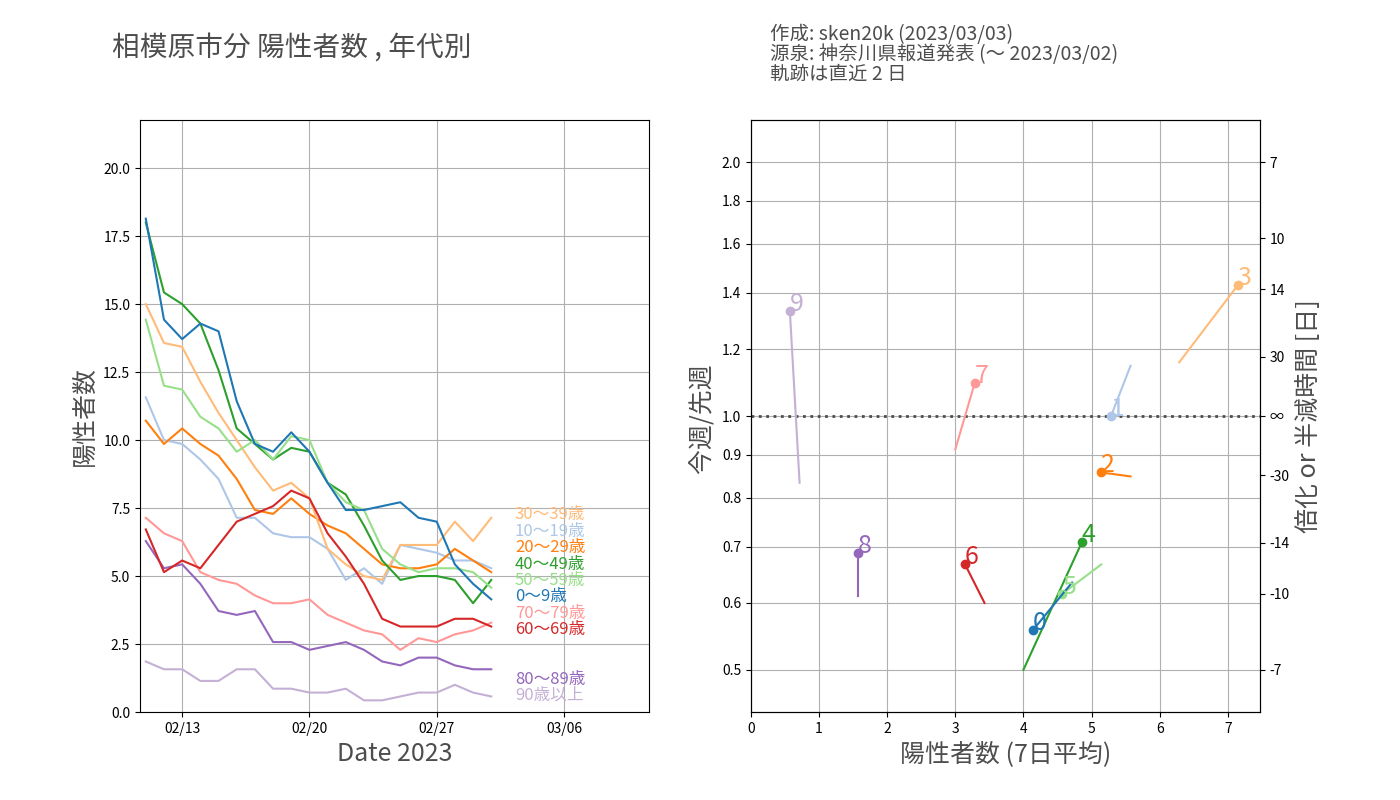 相模原市分 陽性者数 , 年代別
作成: sken20k (2023/03/03)
源泉: 神奈川県報道発表 (～ 2023/03/02)
軌跡は直近 2 日
陽性者数
20.0
17.5
15.0
12.5
10.0
7.5
5.0
2.5
0.0
30～39歳
10～19歳
20～29歳
40～49歳
50～59歳
0～9歳
70～79歳
60～69歳
80～89歳
90歳以上
02/13
02/20
02/27
03/06
Date 2023
今週/先週
2.0
1.8
1.6
1.4
1.2
1.0
0.9
0.8
0.7
0.6
0.5
9
3
7
1
2
4
8
6
5
0
7
10
14
30
∞
-30
-14
-10
-7
倍化 or 半減時間 [日]
0
1
2
3
4
5
6
7
陽性者数 (7日平均)